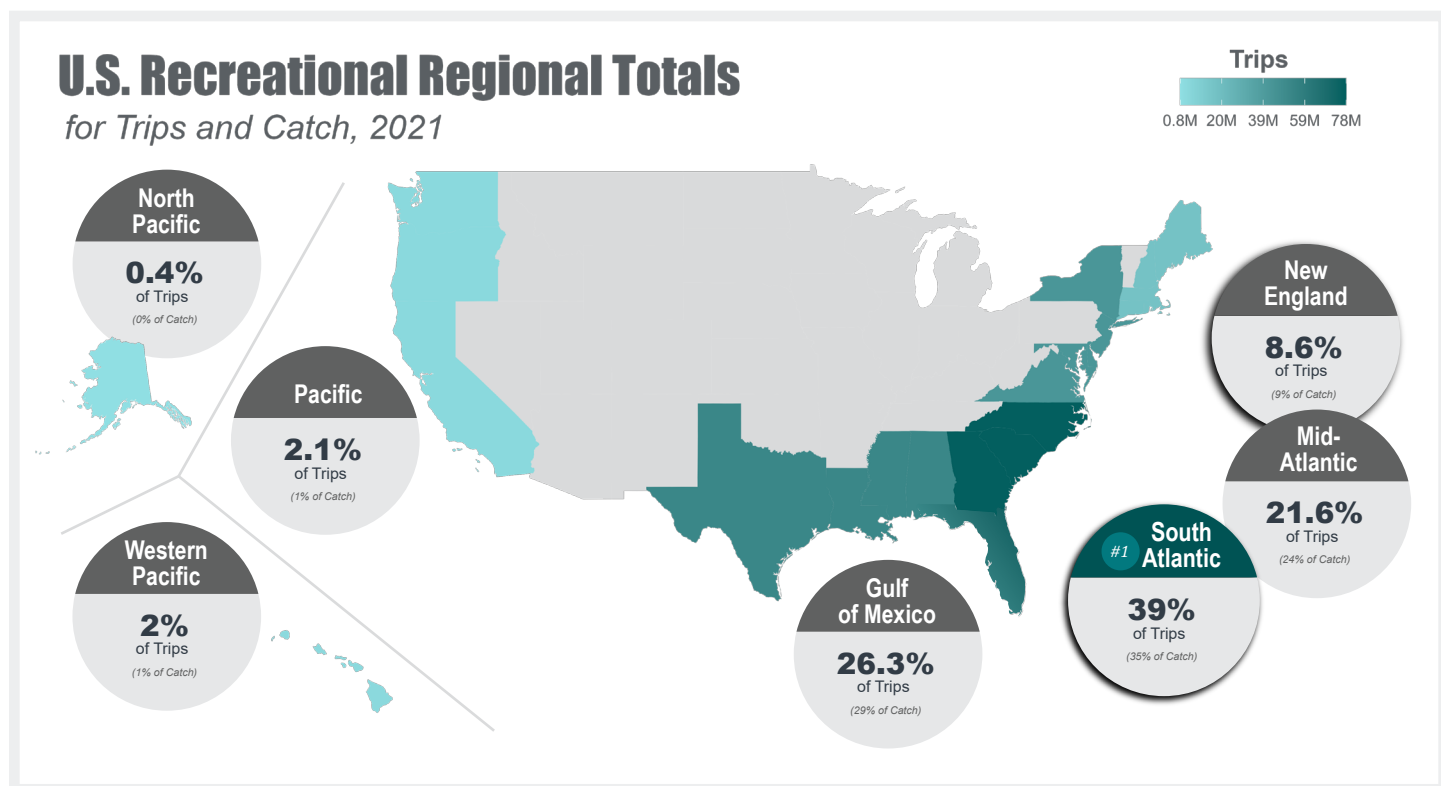 U.S. Recreational Regional Totals
for Trips and Catch, 2021
Trips
0.8M 20M 39M 59M 78M
North
Pacific
0.4%
of Trips
(0% of Catch)
Pacific
2.1%
of Trips
(1% of Catch)
Western
Pacific
2%
of Trips
(1% of Catch)
Gulf
of Mexico
26.3%
of Trips
(29% of Catch)
#1 South
Atlantic
39%
of Trips
(35% of Catch)
Mid-
Atlantic
21.6%
of Trips
(24% of Catch)
New
England
8.6%
of Trips
(9% of Catch)